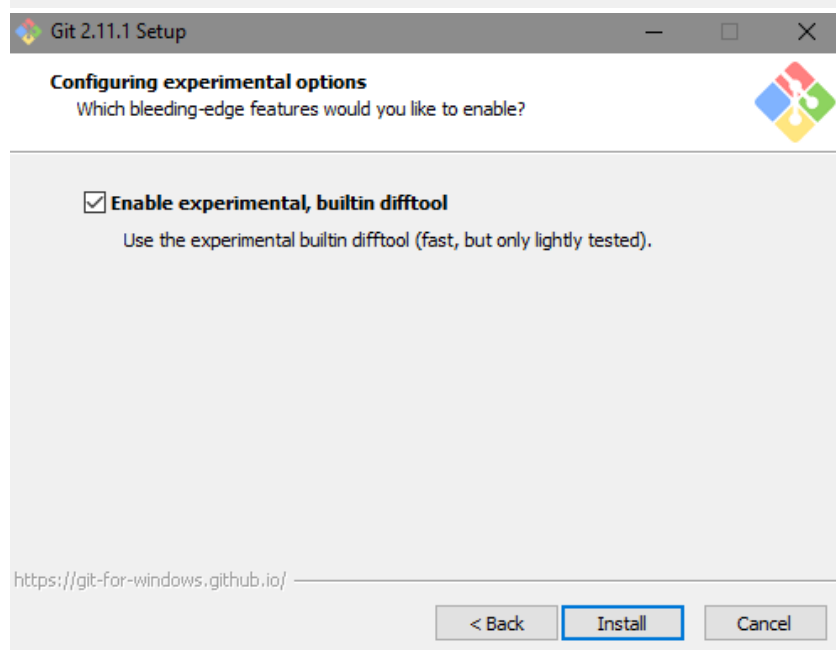 Git 2.11.1 Setup
Configuring experimental options
Which bleeding-edge features would you like to enable?
Enable experimental, builtin difftool
Use the experimental builtin difftool (fast, but only lightly tested).
https://git-for-windows.github.io/
< Back Install Cancel